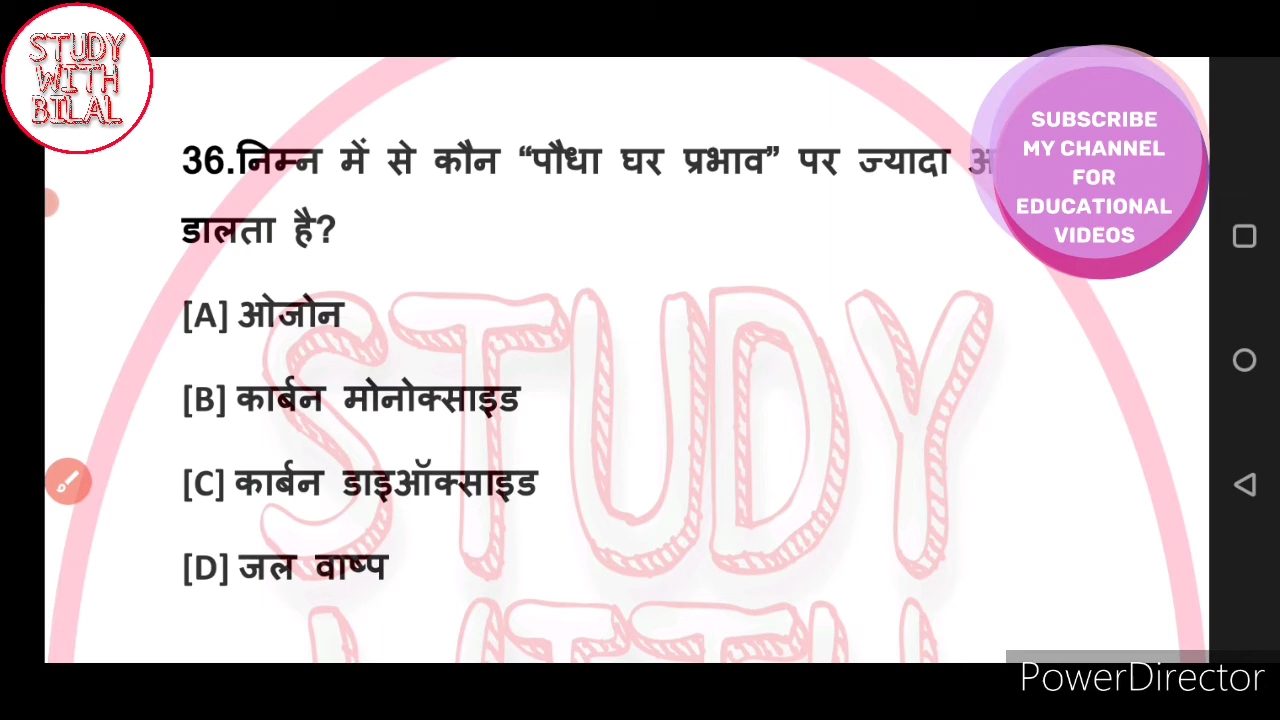 STUDY
WITH
BILAL
SUBSCRIBE
MY CHANNEL
FOR
EDUCATIONAL
VIDEOS
36.निम्न में से कौन “पौधा घर प्रभाव” पर ज्यादा
डालता है?
[A] ओजोन
[B] कार्बन मोनोक्साइड
[C] कार्बन डाइऑक्साइड
[D] जल वाष्प
STUDY
PowerDirector